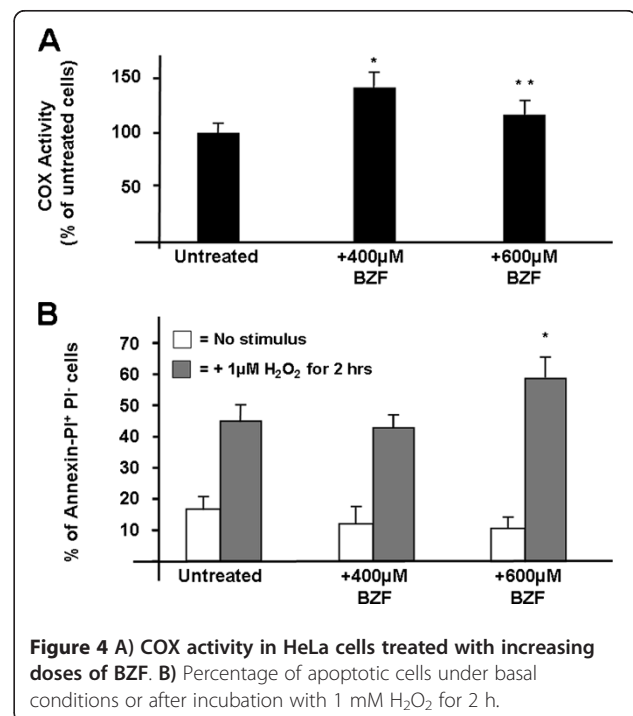 A
COX Activity
(% of untreated cells)
150
100
50
*
**
Untreated
+400µM
BZF
+600µM
BZF
B
% of Annexin-PI⁺ PI⁻ cells
70
60
50
40
30
20
10
= No stimulus
= + 1µM H₂O₂ for 2 hrs
*
Untreated
+400µM
BZF
+600µM
BZF
Figure 4 A) COX activity in HeLa cells treated with increasing
doses of BZF. B) Percentage of apoptotic cells under basal
conditions or after incubation with 1 mM H₂O₂ for 2 h.